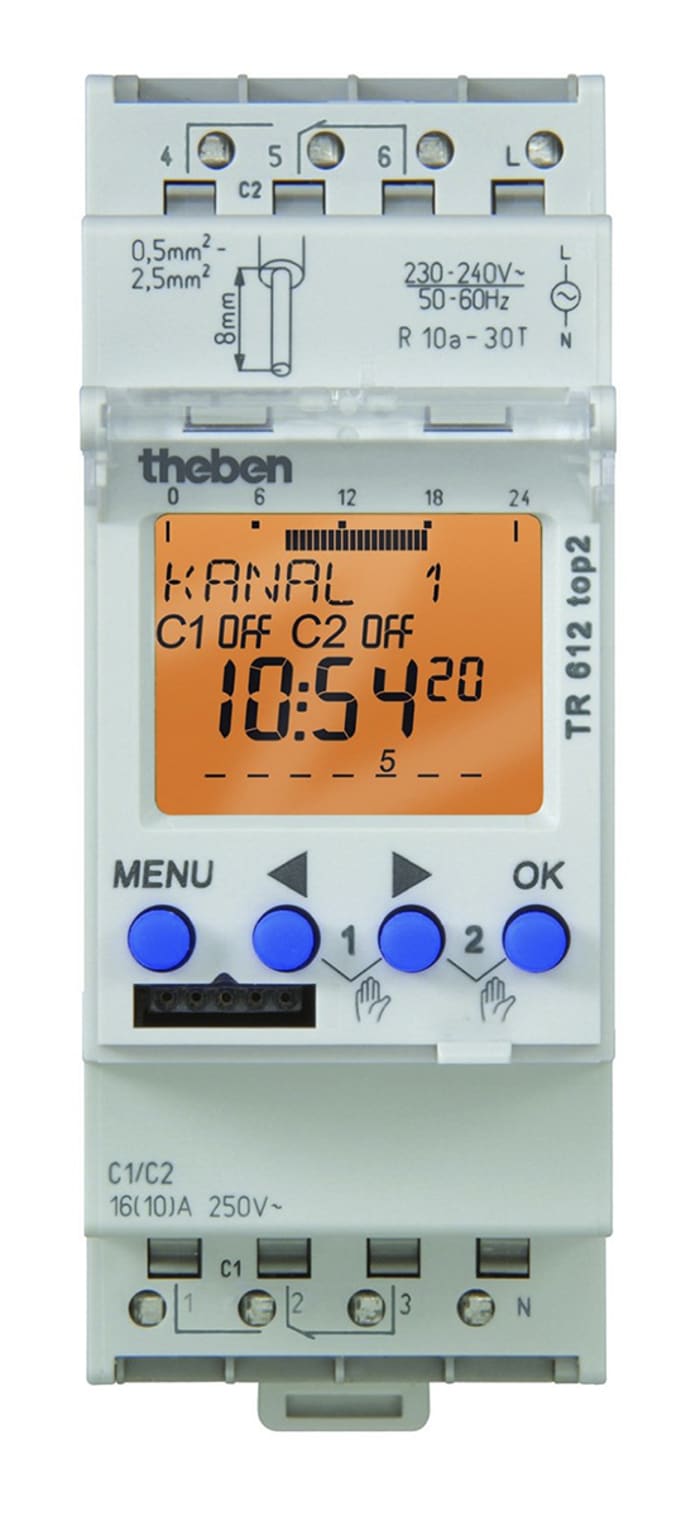 4 5 6 L
C2
0,5mm² -
2,5mm²
8mm
230-240V~
50-60Hz
R 10a-30T
L
N
theben
0 6 12 18 24
KANAL 1
C1 OFF C2 OFF
10:54 20
5
TR 612 top2
MENU OK
1 2
C1/C2
16(10)A 250V~
C1
1 2 3 N